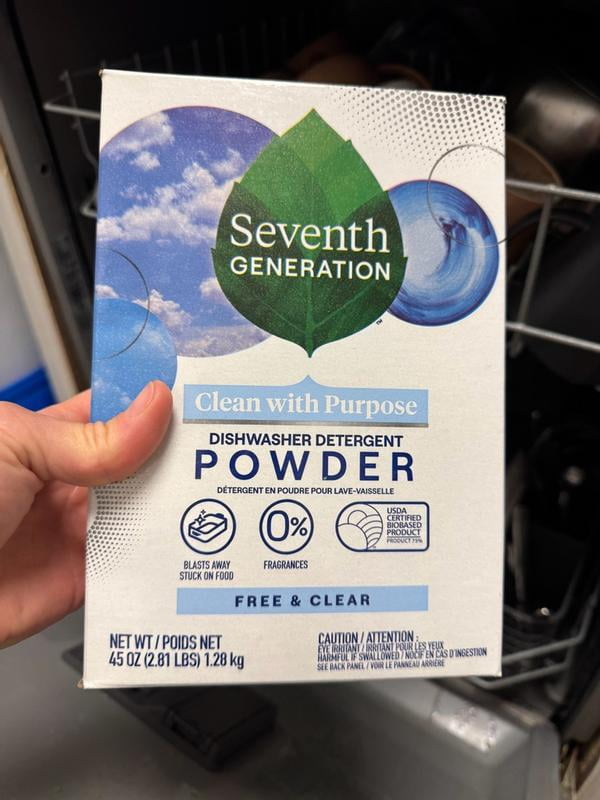 Seventh
GENERATION
™
Clean with Purpose
DISHWASHER DETERGENT
POWDER
DÉTERGENT EN POUDRE POUR LAVE-VAISSELLE
BLASTS AWAY
STUCK ON FOOD
0%
FRAGRANCES
USDA
CERTIFIED
BIOBASED
PRODUCT
PRODUCT 79%
FREE & CLEAR
NET WT / POIDS NET
45 OZ (2.81 LBS) 1.28 kg
CAUTION / ATTENTION :
EYE IRRITANT / IRRITANT POUR LES YEUX
HARMFUL IF SWALLOWED / NOCIF EN CAS D'INGESTION
SEE BACK PANEL / VOIR LE PANNEAU ARRIÈRE